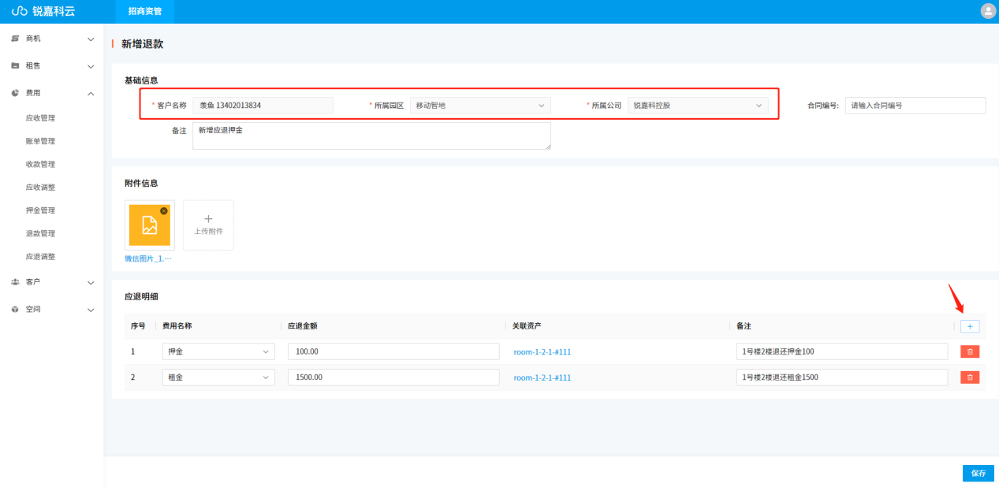 锐嘉科云
招商资管
商机
租售
费用
应收管理
账单管理
收款管理
应收调整
押金管理
退款管理
应退调整
客户
空间
新增退款
基础信息
* 客户名称 羡鱼 13402013834 * 所属园区 移动智地 * 所属公司 锐嘉科控股 合同编号: 请输入合同编号
备注 新增应退押金
附件信息
上传附件
微信图片_1.···
应退明细
序号 费用名称 应退金额 关联资产 备注
1 押金 100.00 room-1-2-1-#111 1号楼2楼退还押金100
2 租金 1500.00 room-1-2-1-#111 1号楼2楼退还租金1500
保存